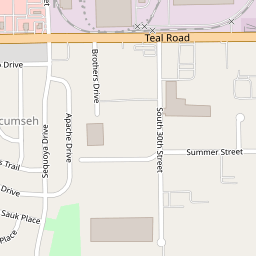 Teal Road
Drive
Brothers Drive
cumseh
Apache Drive
South 30th Street
Sequoya Drive
Summer Street
Trail
Drive
Sauk Place
Place